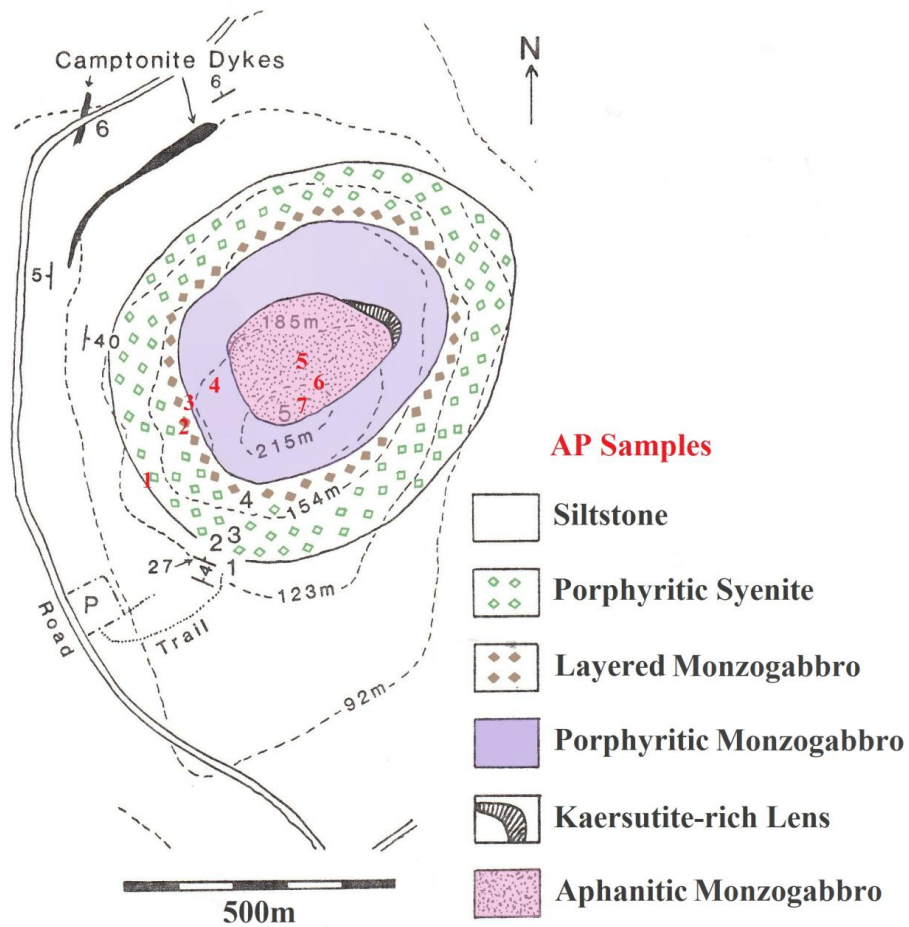 Camptonite Dykes
N
6
6
5
40
185m
5
6
4
3
7
5
2
215m
1
4
154m
2 3
27
4
1
123m
P
Road
Trail
92m
500m
AP Samples
Siltstone
Porphyritic Syenite
Layered Monzogabbro
Porphyritic Monzogabbro
Kaersutite-rich Lens
Aphanitic Monzogabbro